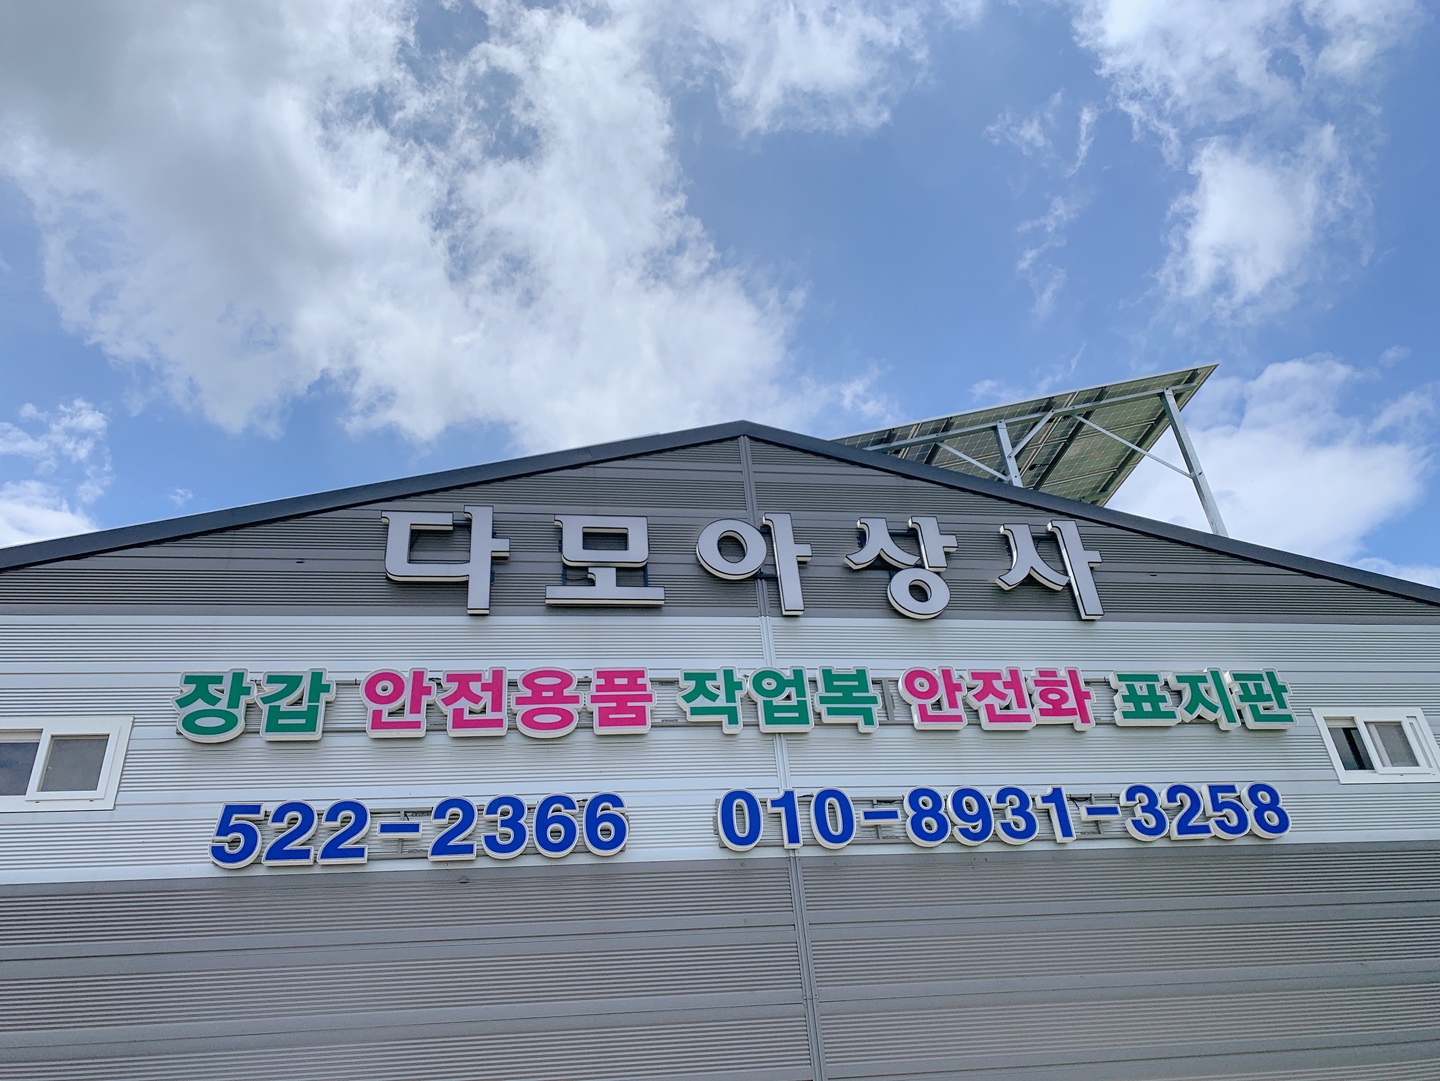 다모아상사
장갑 안전용품 작업복 안전화 표지판
522-2366 010-8931-3258